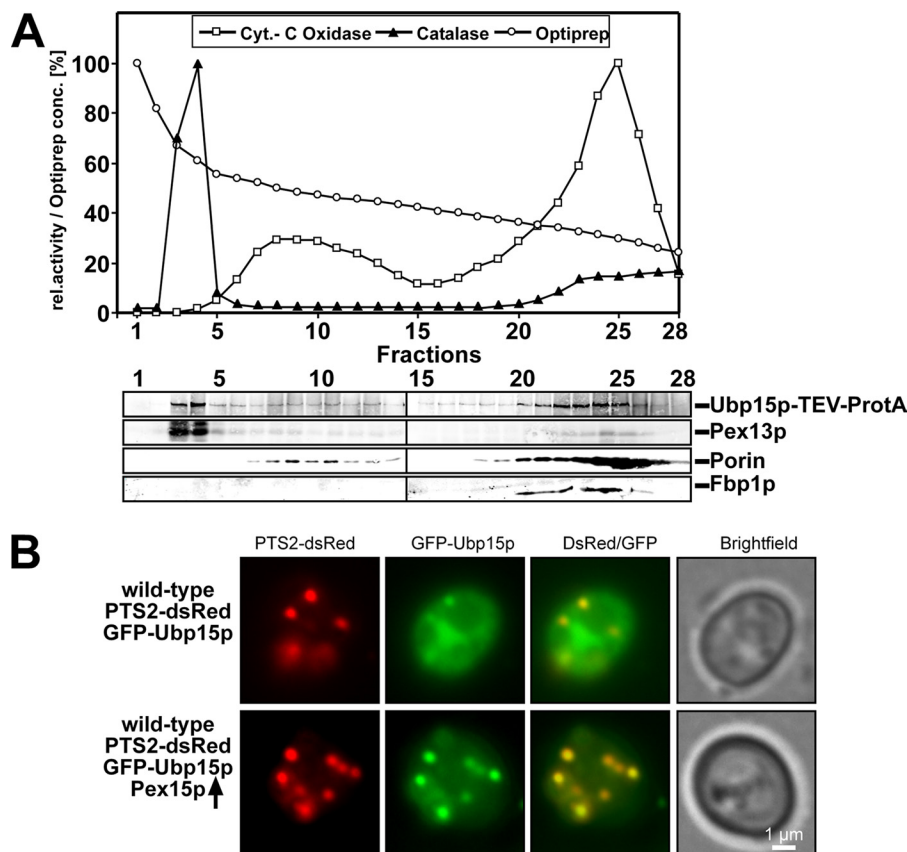 A
Cyt.- C Oxidase Catalase Optiprep
rel.activity / Optiprep conc. [%]
100
80
60
40
20
0
1 5 10 15 20 25 28
Fractions
1 5 10 15 20 25 28
Ubp15p-TEV-ProtA
Pex13p
Porin
Fbp1p
B
PTS2-dsRed GFP-Ubp15p DsRed/GFP Brightfield
wild-type
PTS2-dsRed
GFP-Ubp15p
wild-type
PTS2-dsRed
GFP-Ubp15p
Pex15p
1 µm